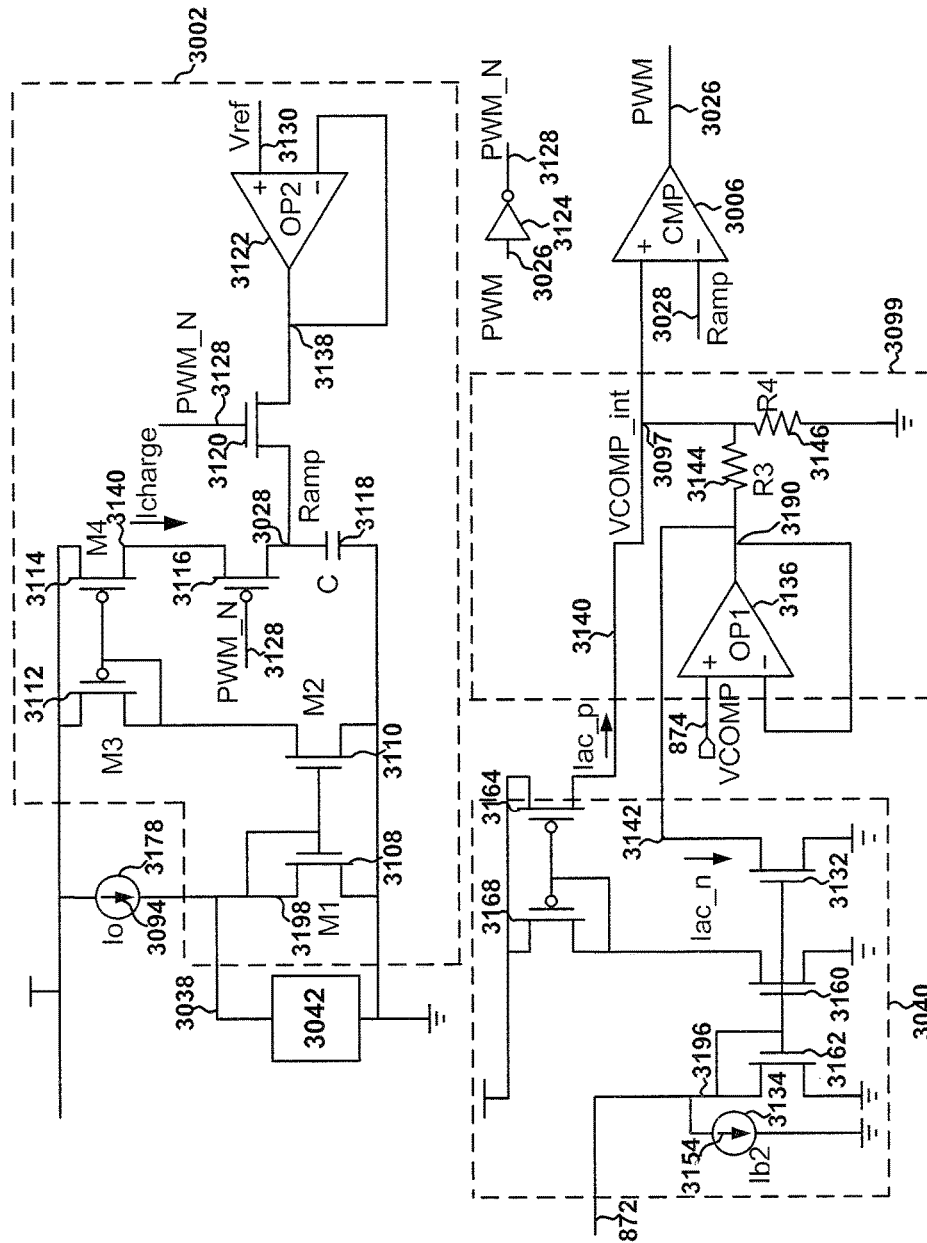 3002
Vref
3130
OP2
+
−
3122
3138
PWM_N
3128
3120
Icharge
3140
M4
3114
3116
3028
Ramp
3118
C
PWM_N
3128
3112
M3
M2
3110
3108
M1
3178
Io
3094
3198
3038
3042
PWM
3026
PWM_N
3128
3124
PWM
3026
3006
CMP
+
−
3028
Ramp
3099
VCOMP_int
3097
R4
3146
3144
R3
3190
3136
OP1
+
−
3140
874
VCOMP
Iac_p
3164
3142
3168
Iac_n
3132
3160
3040
3196
3162
3134
3154
Ib2
872